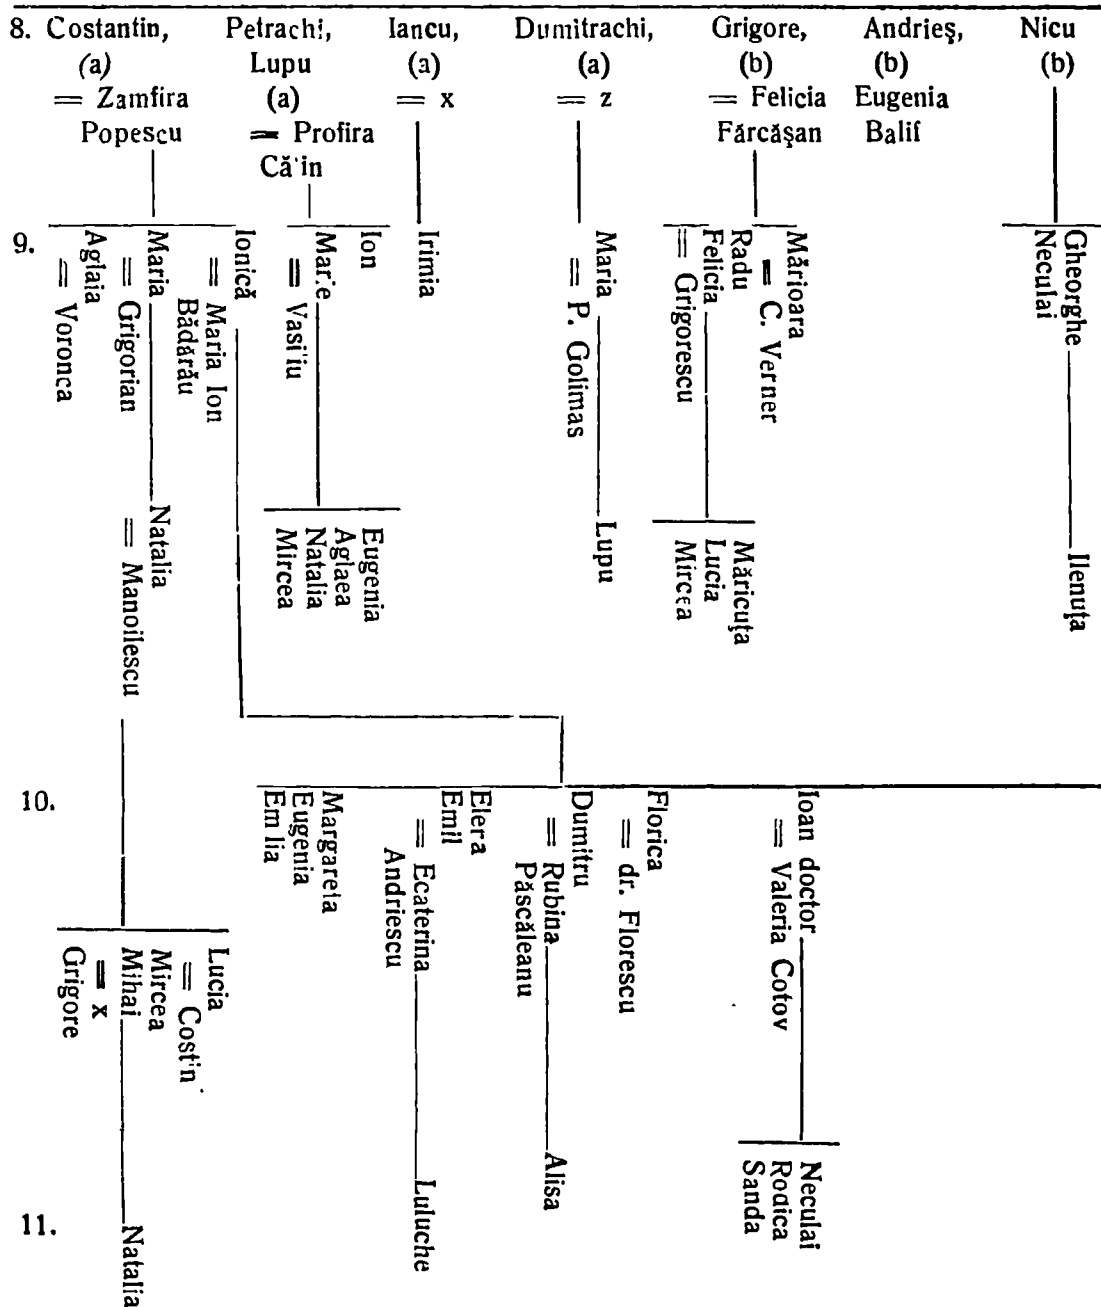 8. Costantin, Petrachi, Iancu, Dumitrachi, Grigore, Andrieş, Nicu
(a) Lupu (a) (a) (b) (b) (b)
= Zamfira (a) = x = z = Felicia Eugenia
Popescu = Profira Fărcăşan Balif
9.
Ionică
= Maria Ion
Bădărău
Maria
= Grigorian
Aglaia
= Voronca
Ion
Marie
= Vasiliu
Irimia
Maria
= P. Golimas
Mărioara
= C. Verner
Radu
Felicia
= Grigorescu
Gheorghe
Neculai
Natalia
= Manoilescu
Eugenia
Aglaea
Natalia
Mircea
Lupu
Măricuţa
Lucia
Mircea
Ilenuţa
10.
Ioan doctor
= Valeria Cotov
Florica
= dr. Florescu
Dumitru
= Rubina
Păscăleanu
Elera
Emil
= Ecaterina
Andriescu
Margareta
Eugenia
Emilia
Lucia
= Costin
Mircea
Mihai
= x
Grigore
Neculai
Rodica
Sanda
Alisa
Luluche
11.
Natalia